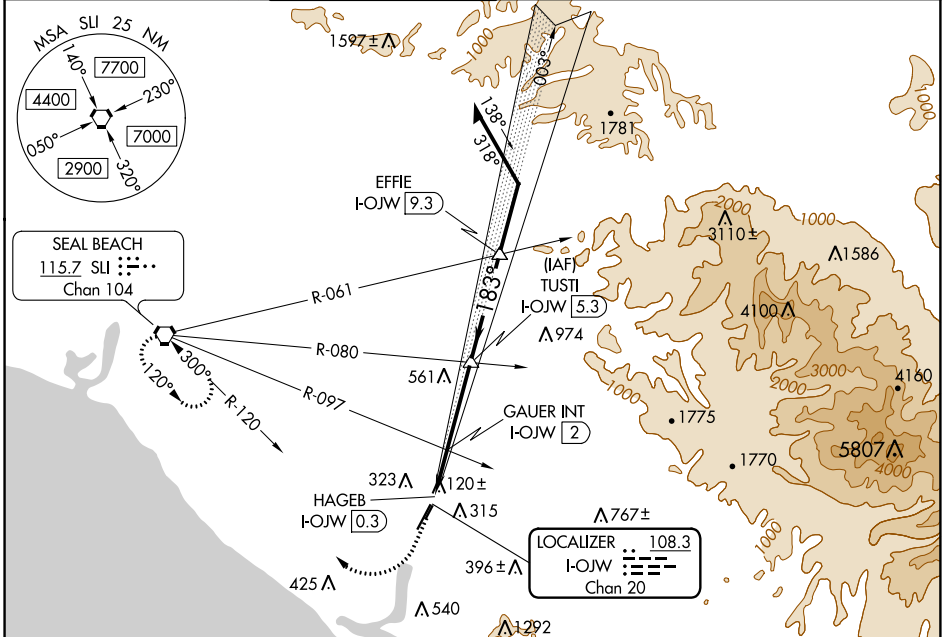 MSA SLI 25 NM
140°
7700
230°
4400
7000
050°
2900
320°
1597±
1000
003°
138°
318°
1781
1000
EFFIE
I-OJW 9.3
183°
SEAL BEACH
115.7 SLI
Chan 104
R-061
(IAF)
TUSTI
I-OJW 5.3
2000
1000
3110±
1586
4100
974
R-080
561
300°
120°
R-120
R-097
1000
3000
2000
4160
1775
GAUER INT
I-OJW 2
5807
4000
1770
323
120±
HAGEB
I-OJW 0.3
315
767±
1000
LOCALIZER 108.3
I-OJW
Chan 20
396±
425
540
1292